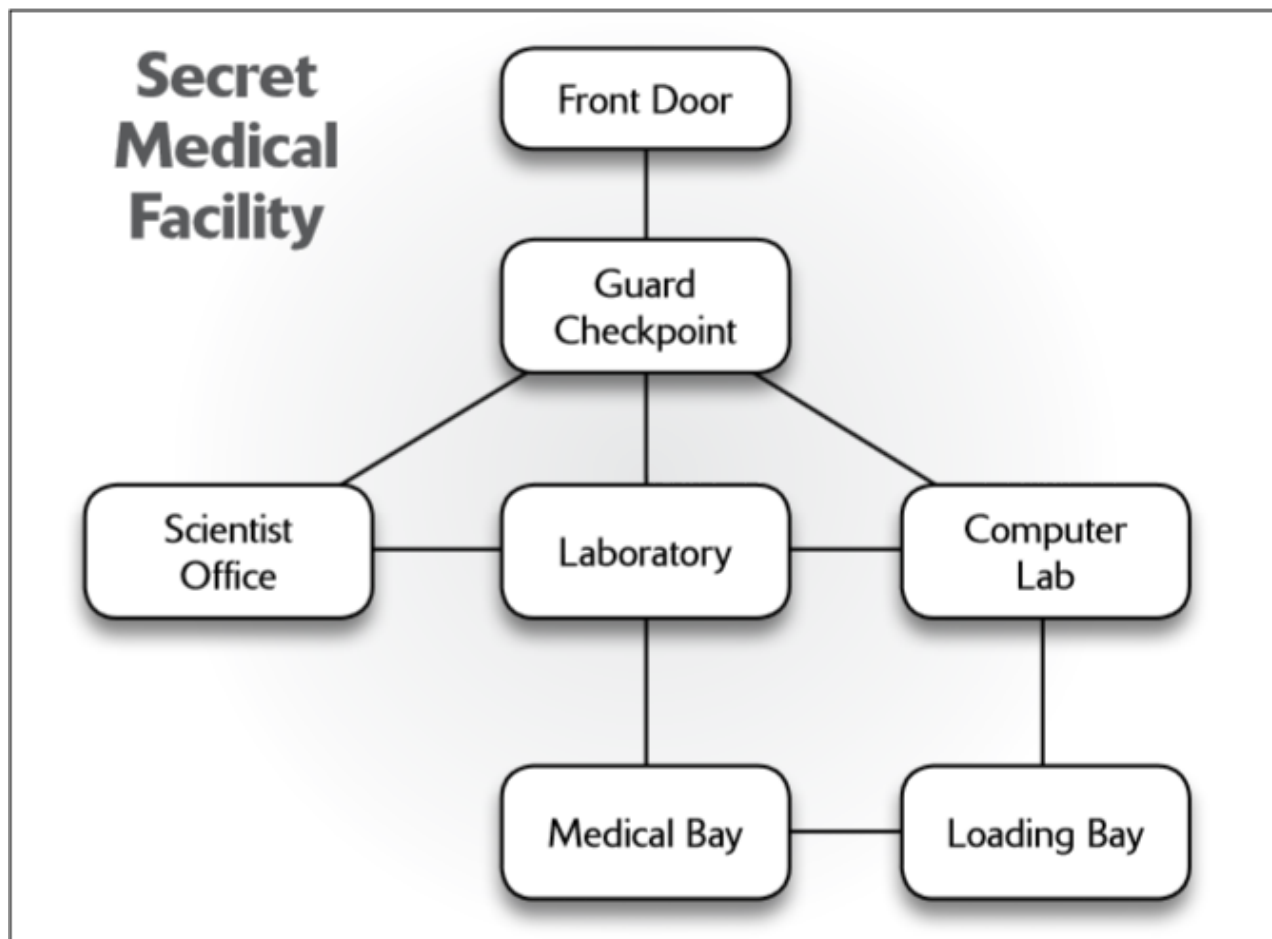 Secret
Medical
Facility
Front Door
Guard
Checkpoint
Scientist
Office
Laboratory
Computer
Lab
Medical Bay
Loading Bay